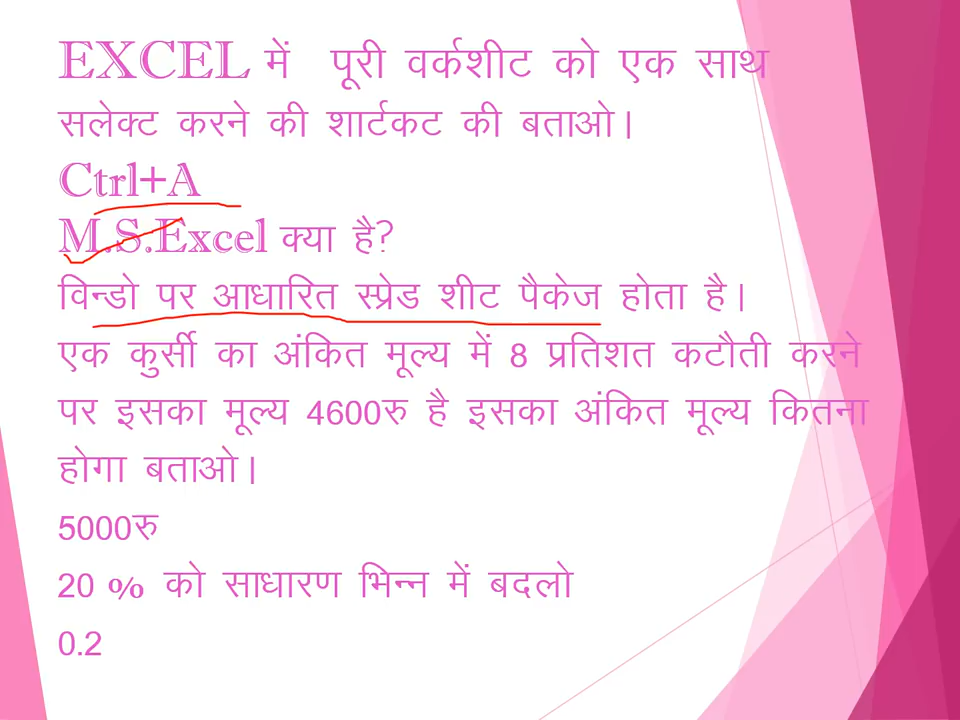 EXCEL में पूरी वर्कशीट को एक साथ
सलेक्ट करने की शार्टकट की बताओ।
Ctrl+A
M.S.Excel क्या है?
विन्डो पर आधारित स्प्रेड शीट पैकेज होता है।
एक कुर्सी का अंकित मूल्य में 8 प्रतिशत कटौती करने
पर इसका मूल्य 4600रु है इसका अंकित मूल्य कितना
होगा बताओ।
5000रु
20 % को साधारण भिन्न में बदलो
0.2